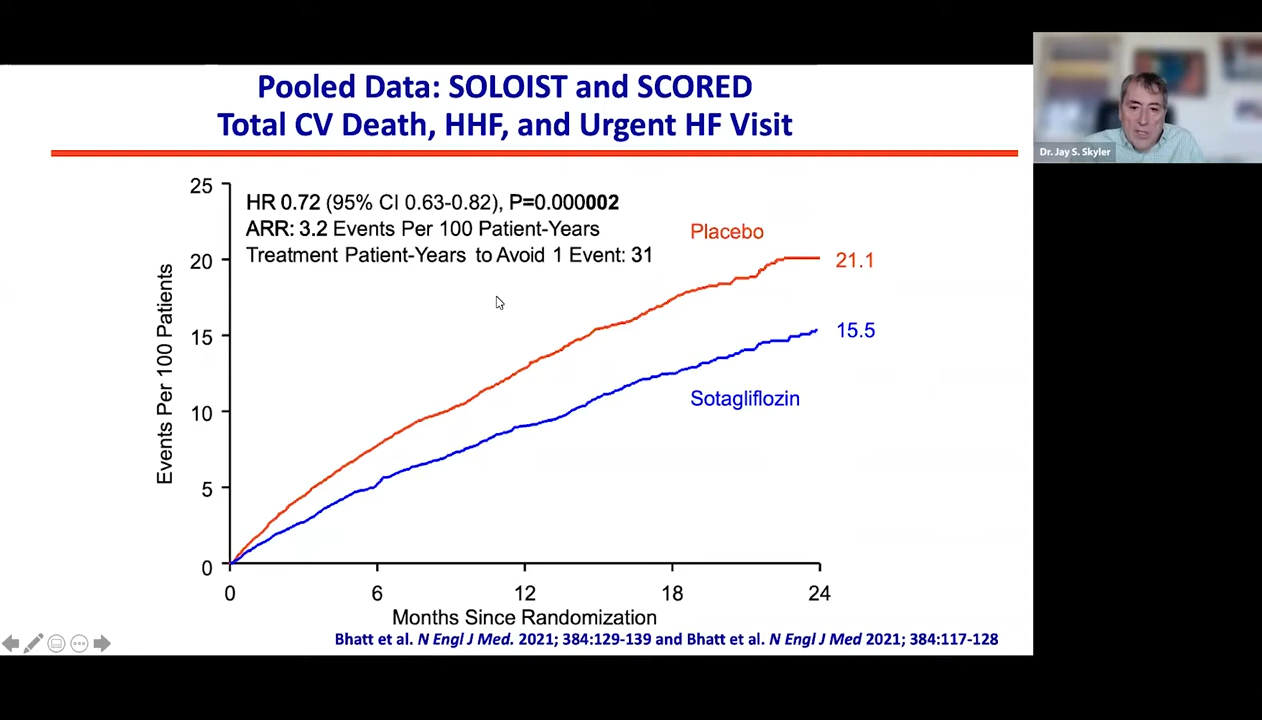 Pooled Data: SOLOIST and SCORED
Total CV Death, HHF, and Urgent HF Visit
Dr. Jay S. Skyler
HR 0.72 (95% CI 0.63-0.82), P=0.000002
ARR: 3.2 Events Per 100 Patient-Years
Treatment Patient-Years to Avoid 1 Event: 31
Placebo
21.1
15.5
Sotagliflozin
Events Per 100 Patients
25
20
15
10
5
0
0 6 12 18 24
Months Since Randomization
Bhatt et al. N Engl J Med. 2021; 384:129-139 and Bhatt et al. N Engl J Med 2021; 384:117-128